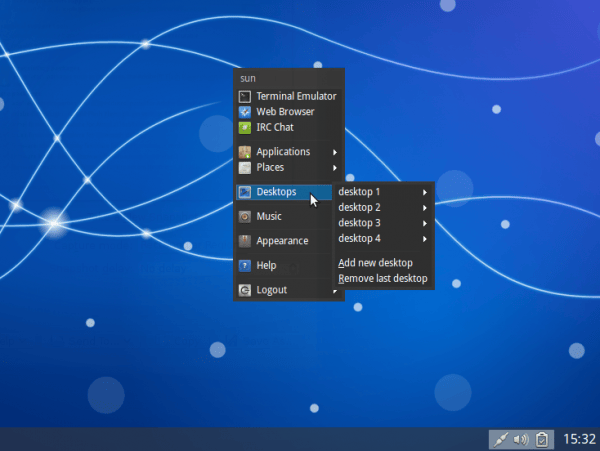 sun
Terminal Emulator
Web Browser
IRC Chat
Applications
Places
Desktops
Music
Appearance
Help
Logout
desktop 1
desktop 2
desktop 3
desktop 4
Add new desktop
Remove last desktop
15:32